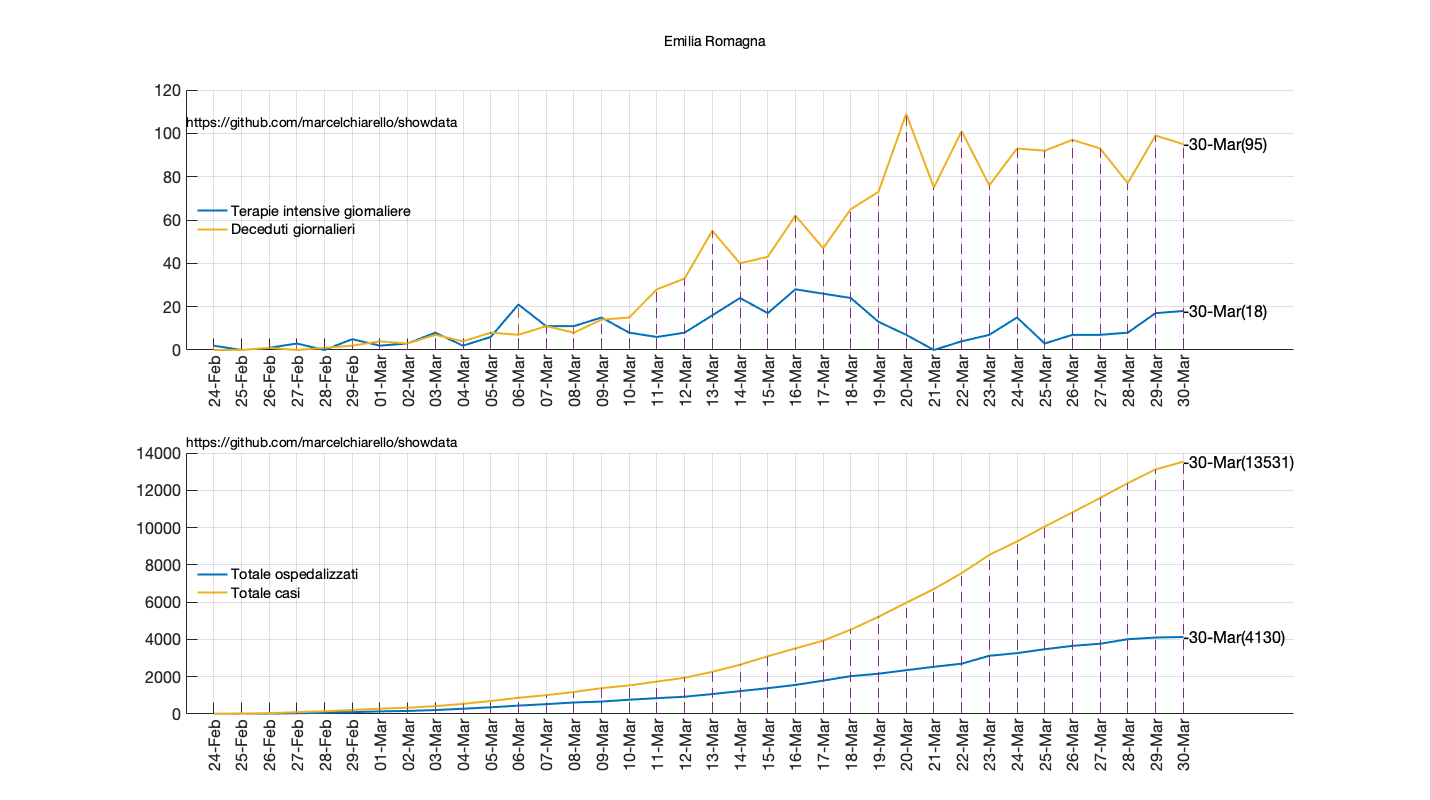 Emilia Romagna
120
https://github.com/marcelchiarello/showdata
100
30-Mar(95)
80
Terapie intensive giornaliere
60
Deceduti giornalieri
40
20
30-Mar(18)
0
24-Feb 25-Feb 26-Feb 27-Feb 28-Feb 29-Feb 01-Mar 02-Mar 03-Mar 04-Mar 05-Mar 06-Mar 07-Mar 08-Mar 09-Mar 10-Mar 11-Mar 12-Mar 13-Mar 14-Mar 15-Mar 16-Mar 17-Mar 18-Mar 19-Mar 20-Mar 21-Mar 22-Mar 23-Mar 24-Mar 25-Mar 26-Mar 27-Mar 28-Mar 29-Mar 30-Mar
https://github.com/marcelchiarello/showdata
14000
30-Mar(13531)
12000
10000
8000
Totale ospedalizzati
Totale casi
6000
4000
30-Mar(4130)
2000
0
24-Feb 25-Feb 26-Feb 27-Feb 28-Feb 29-Feb 01-Mar 02-Mar 03-Mar 04-Mar 05-Mar 06-Mar 07-Mar 08-Mar 09-Mar 10-Mar 11-Mar 12-Mar 13-Mar 14-Mar 15-Mar 16-Mar 17-Mar 18-Mar 19-Mar 20-Mar 21-Mar 22-Mar 23-Mar 24-Mar 25-Mar 26-Mar 27-Mar 28-Mar 29-Mar 30-Mar